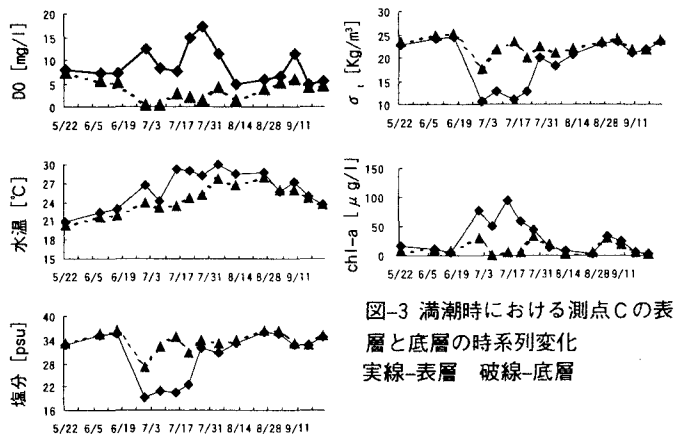 DO [mg/l]
20
15
10
5
0
5/22 6/5 6/19 7/3 7/17 7/31 8/14 8/28 9/11
σt [Kg/m³]
30
25
20
15
10
5/22 6/5 6/19 7/3 7/17 7/31 8/14 8/28 9/11
水温 [℃]
30
27
24
21
18
15
5/22 6/5 6/19 7/3 7/17 7/31 8/14 8/28 9/11
chl-a [μg/l]
150
100
50
0
5/22 6/5 6/19 7/3 7/17 7/31 8/14 8/28 9/11
塩分 [psu]
40
34
28
22
16
5/22 6/5 6/19 7/3 7/17 7/31 8/14 8/28 9/11
図-3 満潮時における測点Cの表
層と底層の時系列変化
実線-表層 破線-底層